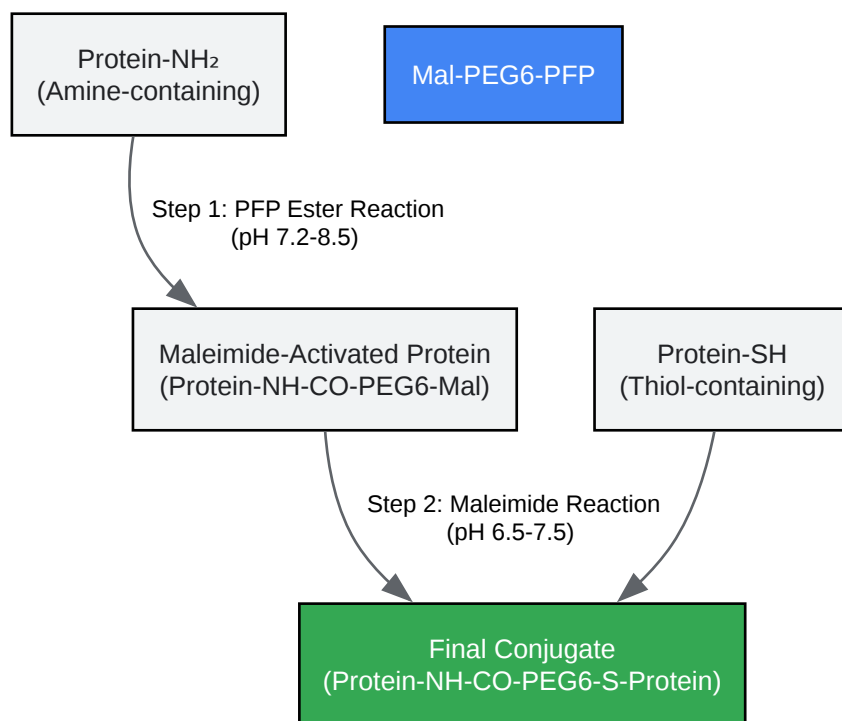 Protein-NH₂
(Amine-containing)
Mal-PEG6-PFP
Step 1: PFP Ester Reaction
(pH 7.2-8.5)
Maleimide-Activated Protein
(Protein-NH-CO-PEG6-Mal)
Protein-SH
(Thiol-containing)
Step 2: Maleimide Reaction
(pH 6.5-7.5)
Final Conjugate
(Protein-NH-CO-PEG6-S-Protein)